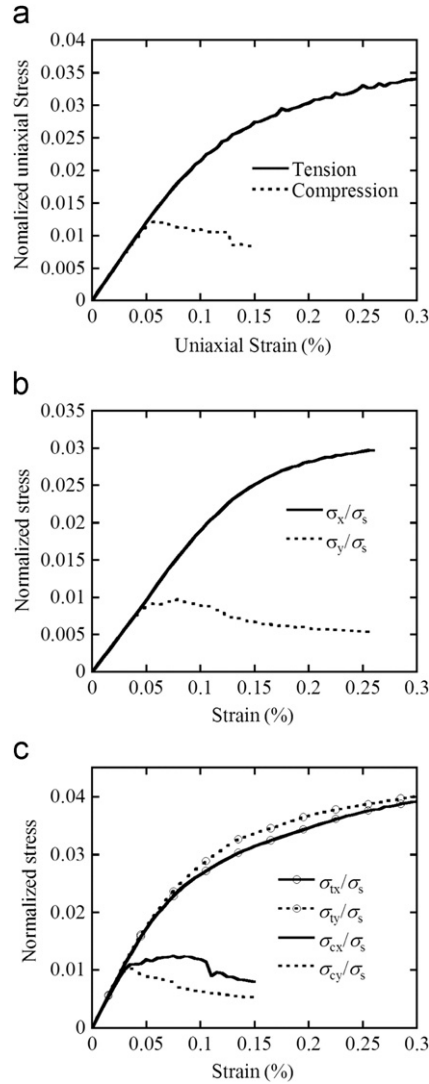 a
0.04
0.035
0.03
0.025
0.02
0.015
0.01
0.005
0
Nomalized uniaxial Stress
Tension
Compression
0 0.05 0.1 0.15 0.2 0.25 0.3
Uniaxial Strain (%)
b
0.035
0.03
0.025
0.02
0.015
0.01
0.005
0
Normalized stress
σx/σs
σy/σs
0 0.05 0.1 0.15 0.2 0.25 0.3
Strain (%)
c
0.04
0.03
0.02
0.01
0
Normalized stress
σtx/σs
σty/σs
σcx/σs
σcy/σs
0 0.05 0.1 0.15 0.2 0.25 0.3
Strain (%)